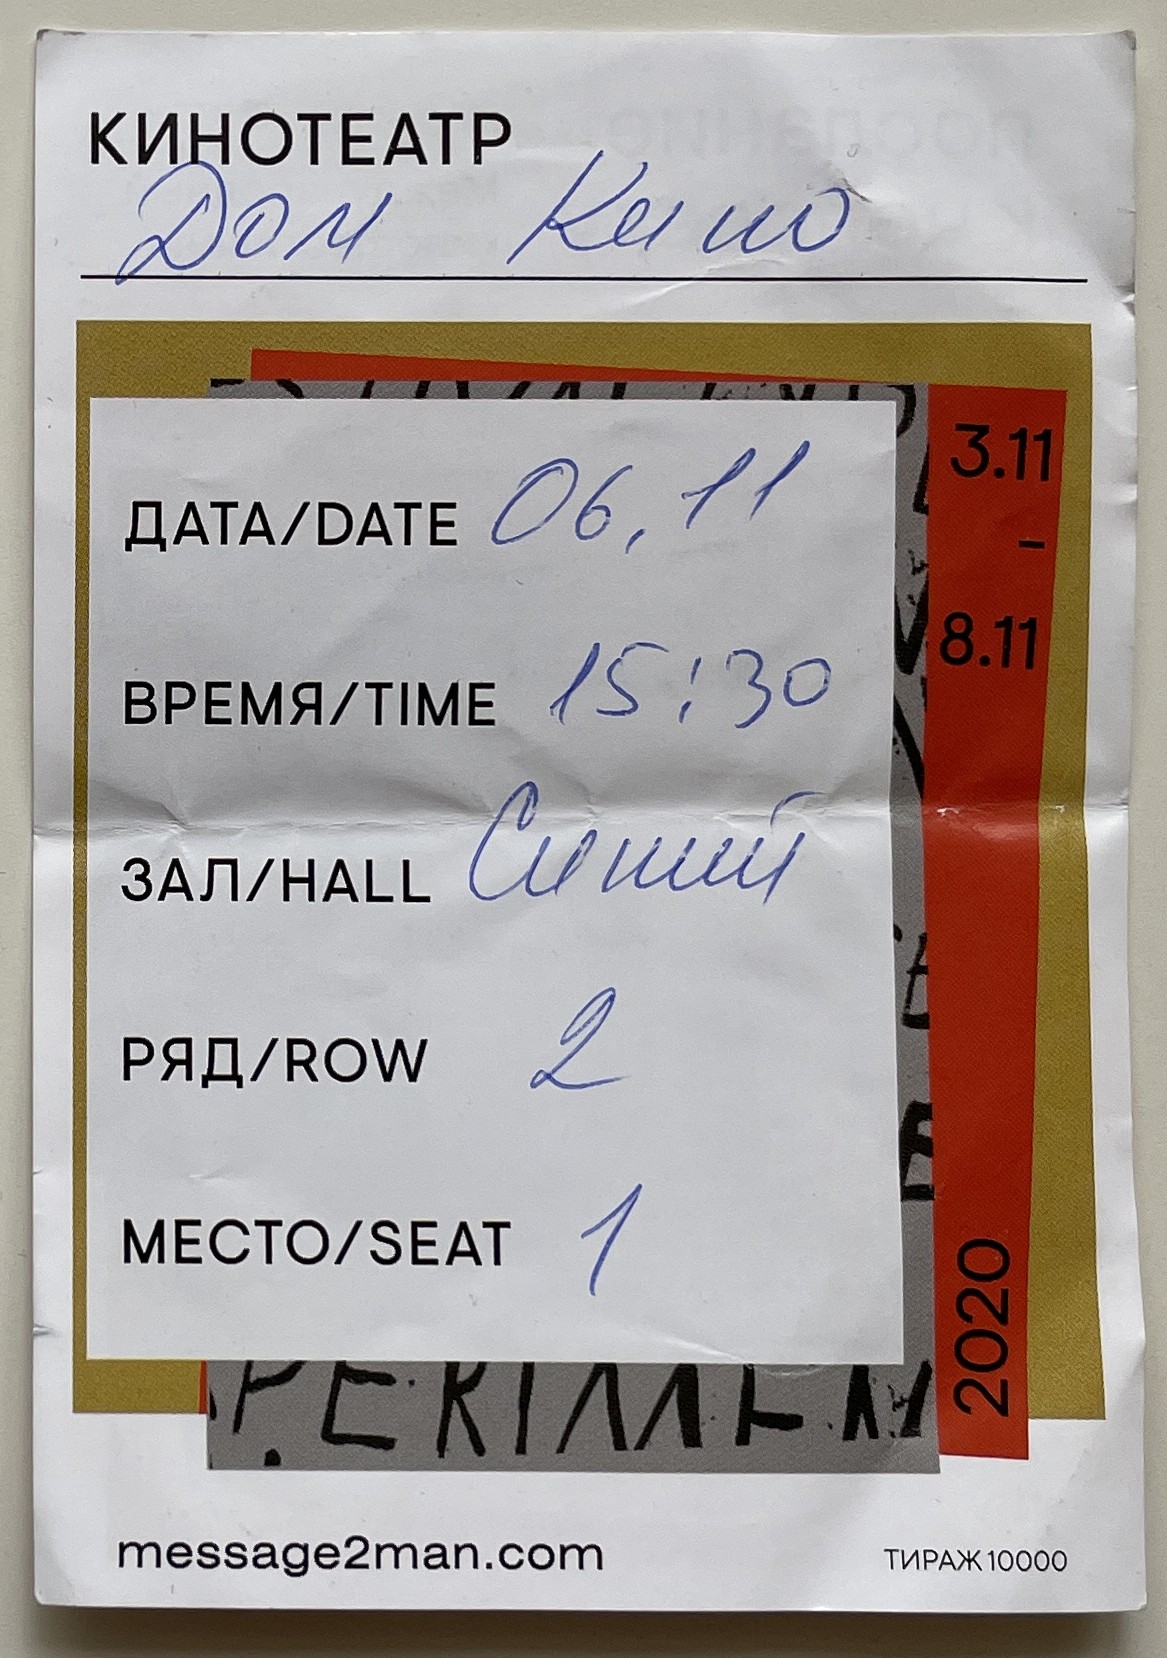 КИНОТЕАТР
Дом Кино
3.11
-
8.11
ДАТА/DATE 06.11
ВРЕМЯ/TIME 15:30
ЗАЛ/HALL Синий
РЯД/ROW 2
МЕСТО/SEAT 1
2020
PERIMEN
message2man.com
ТИРАЖ 10000